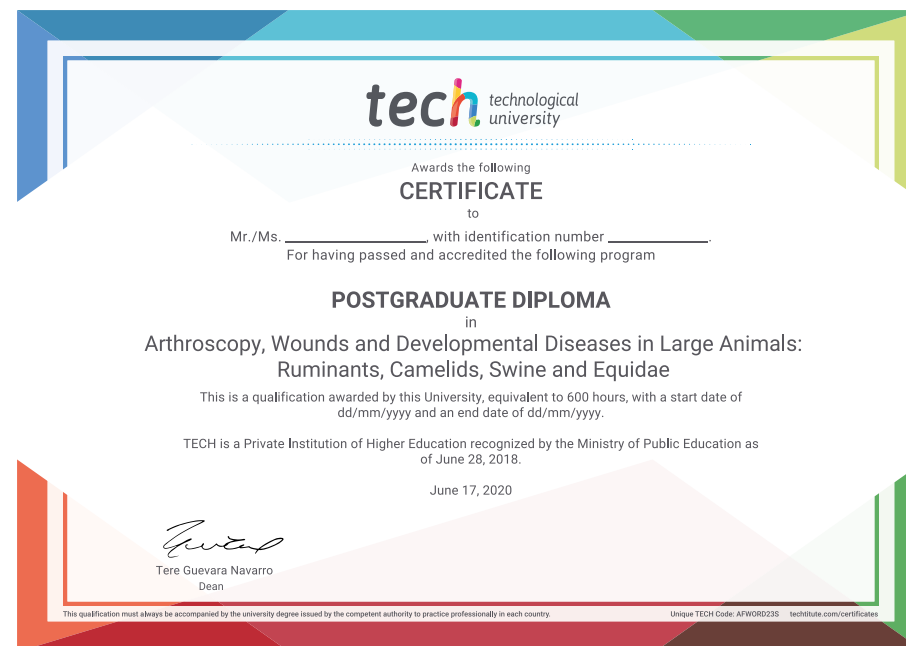 tech technological
university
Awards the following
CERTIFICATE
to
Mr./Ms. ____________, with identification number ____________.
For having passed and accredited the following program
POSTGRADUATE DIPLOMA
in
Arthroscopy, Wounds and Developmental Diseases in Large Animals:
Ruminants, Camelids, Swine and Equidae
This is a qualification awarded by this University, equivalent to 600 hours, with a start date of
dd/mm/yyyy and an end date of dd/mm/yyyy.
TECH is a Private Institution of Higher Education recognized by the Ministry of Public Education as
of June 28, 2018.
June 17, 2020
Tere Guevara Navarro
Dean
This qualification must always be accompanied by the university degree issued by the competent authority to practice professionally in each country. Unique TECH Code: AFWORD23S techtitute.com/certificates